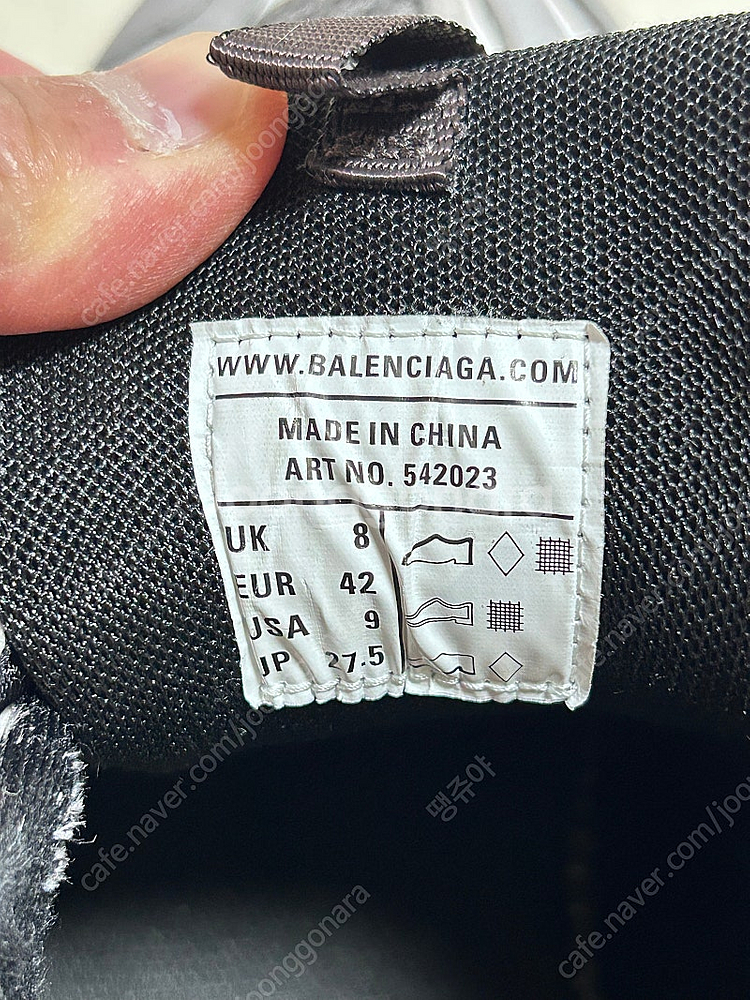 WWW.BALENCIAGA.COM
MADE IN CHINA
ART NO. 542023
UK 8
EUR 42
USA 9
JP 27.5
cafe.naver.com/joonggonara
땡쥬야